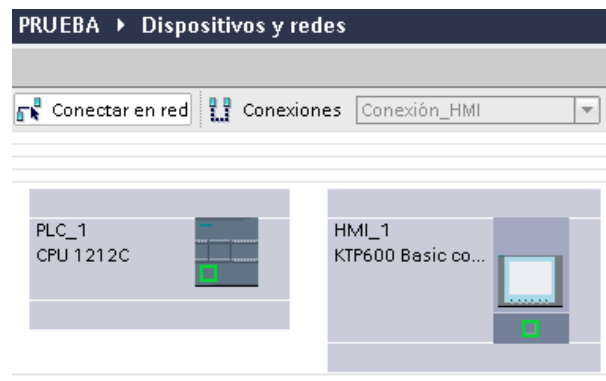 PRUEBA ▸ Dispositivos y redes
Conectar en red Conexiones Conexión_HMI
PLC_1
CPU 1212C
HMI_1
KTP600 Basic co...